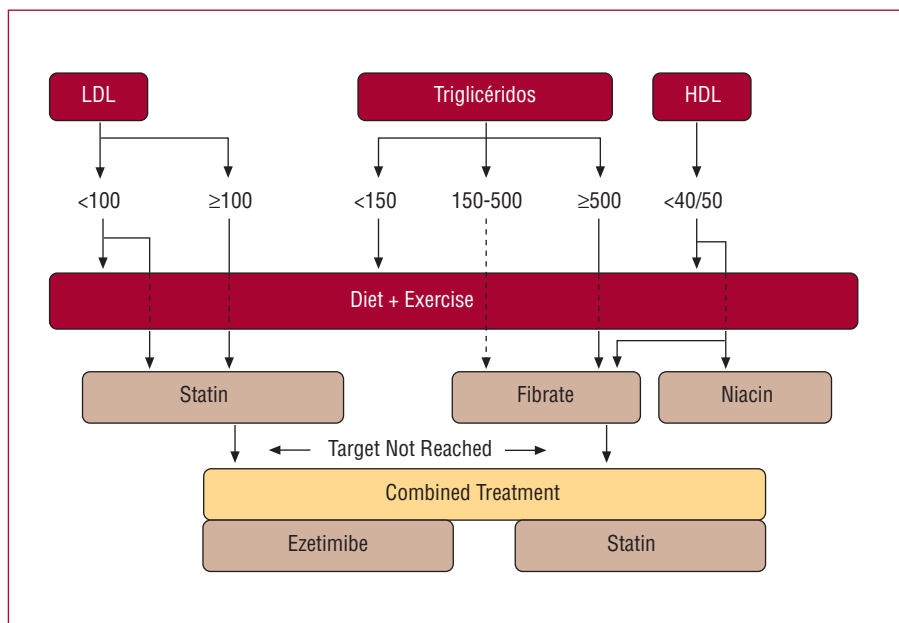 LDL
Triglicéridos
HDL
<100
≥100
<150
150-500
≥500
<40/50
Diet + Exercise
Statin
Fibrate
Niacin
Target Not Reached
Combined Treatment
Ezetimibe
Statin